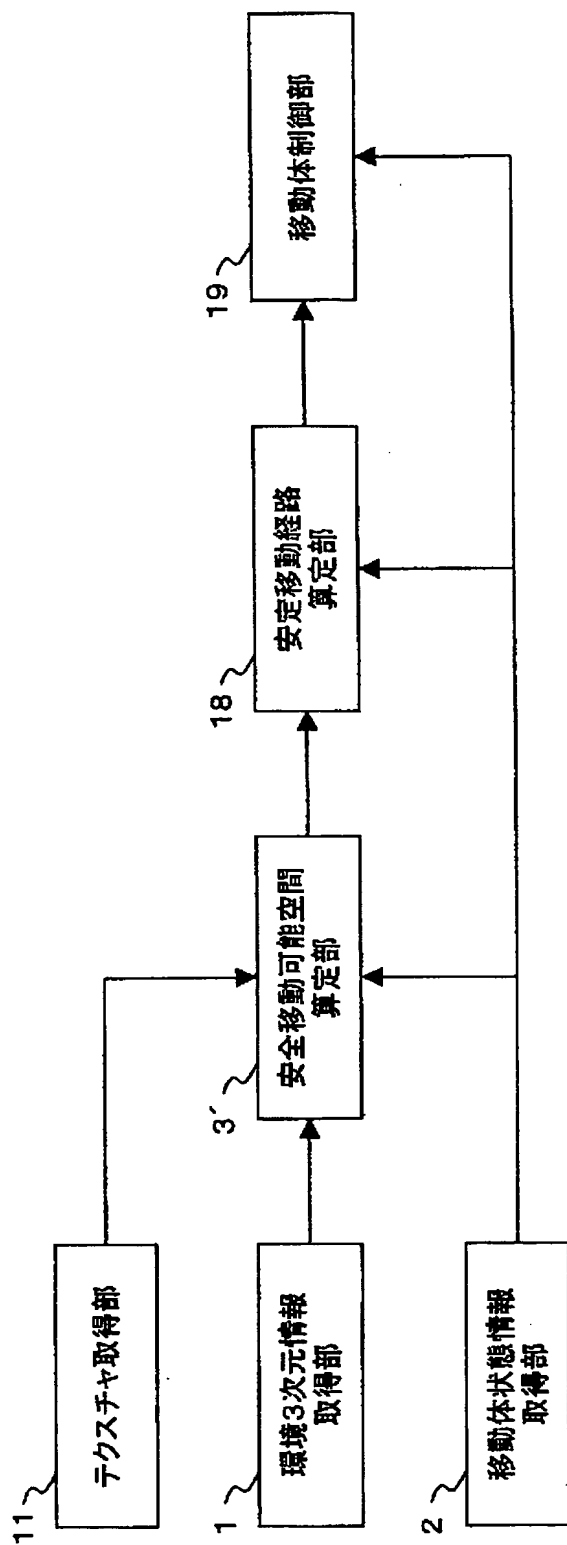 11
テクスチャ取得部
1
環境3次元情報
取得部
2
移動体状態情報
取得部
3´
安全移動可能空間
算定部
18
安定移動経路
算定部
19
移動体制御部